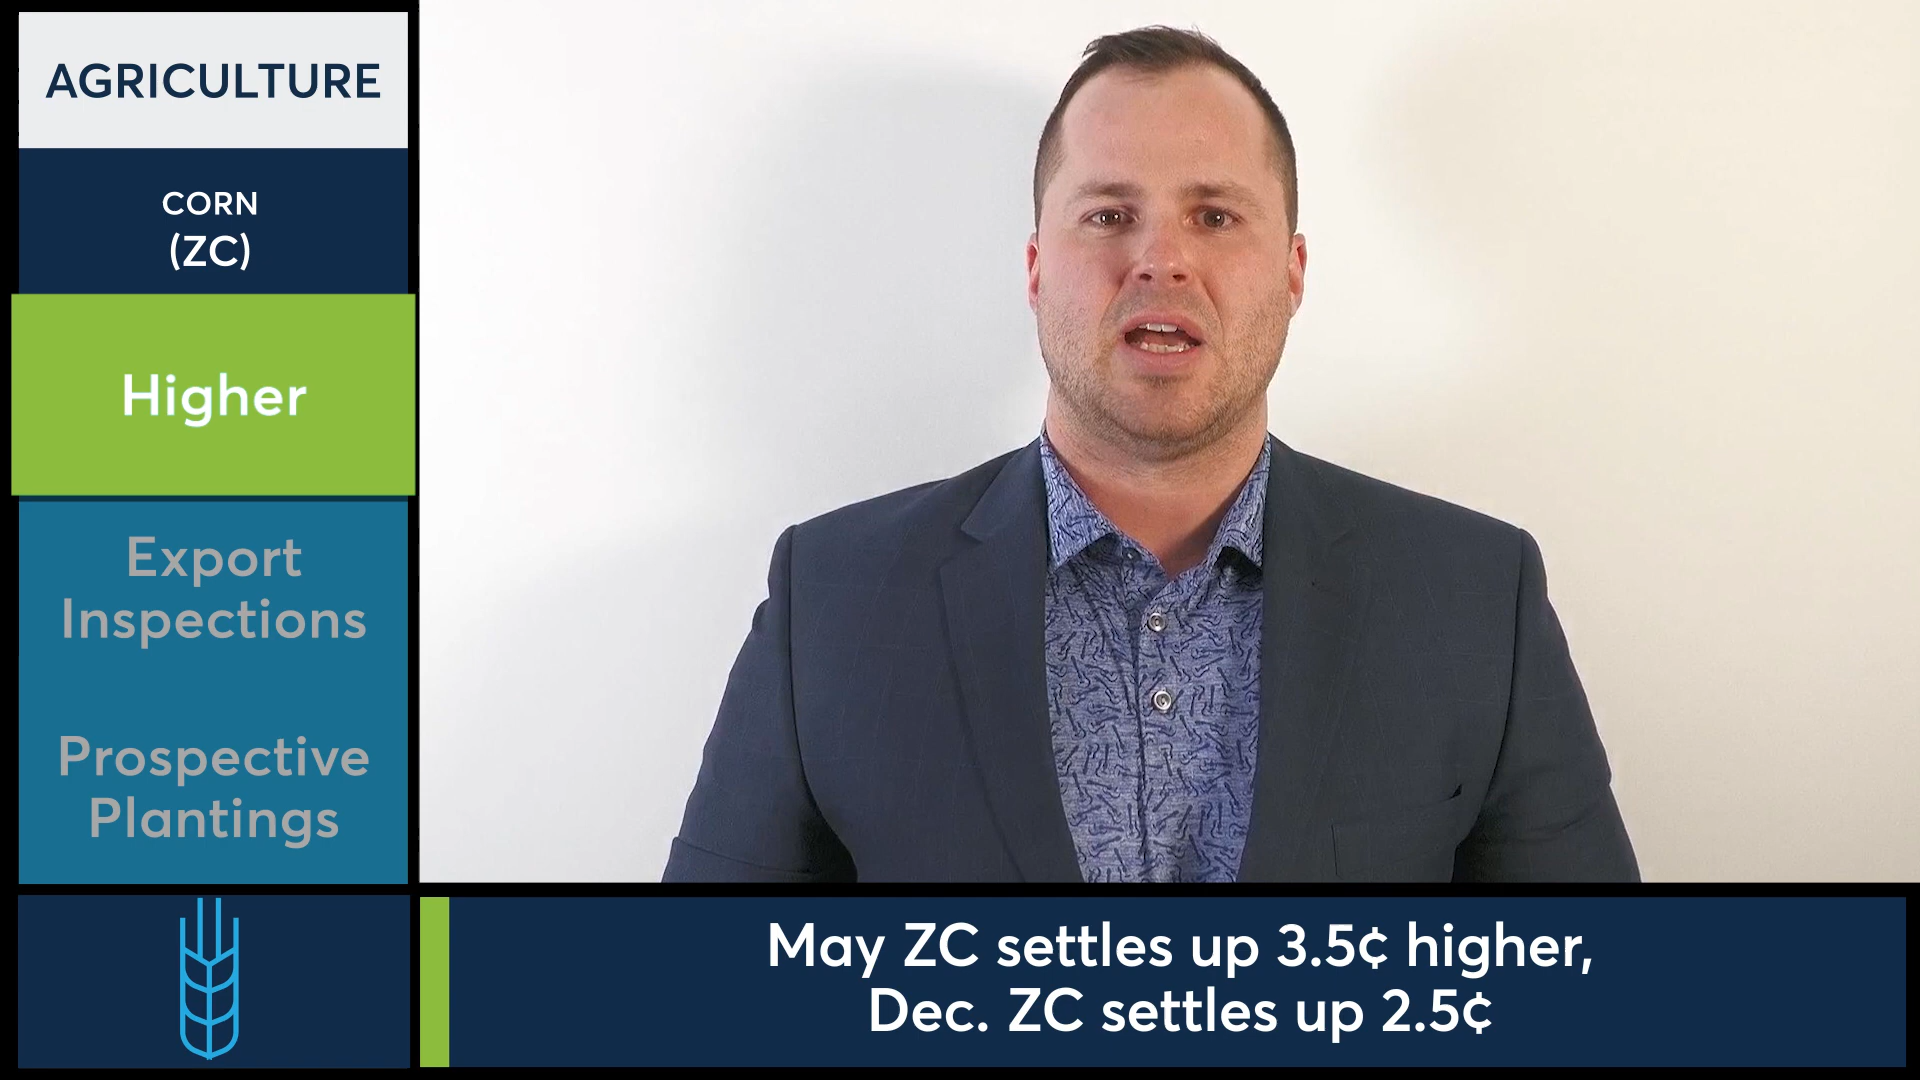 AGRICULTURE
CORN
(ZC)
Higher
Export
Inspections
Prospective
Plantings
May ZC settles up 3.5¢ higher,
Dec. ZC settles up 2.5¢